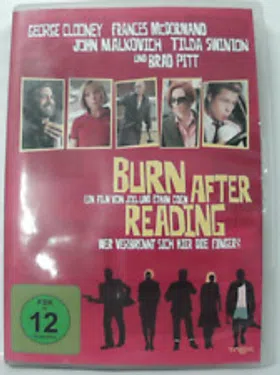 GEORGE CLOONEY FRANCES McDORMAND
JOHN MALKOVICH TILDA SWINTON
UND BRAD PITT
BURN AFTER
EIN FILM VON JOEL UND ETHAN COEN
READING
WER VERBRENNT SICH HIER DIE FINGER?
FSK
12